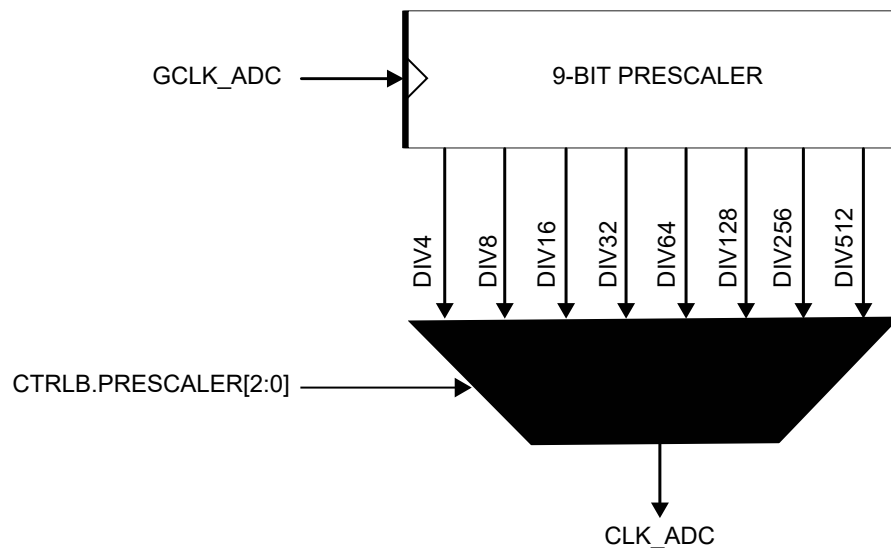 GCLK_ADC
9-BIT PRESCALER
DIV4
DIV8
DIV16
DIV32
DIV64
DIV128
DIV256
DIV512
CTRLB.PRESCALER[2:0]
CLK_ADC